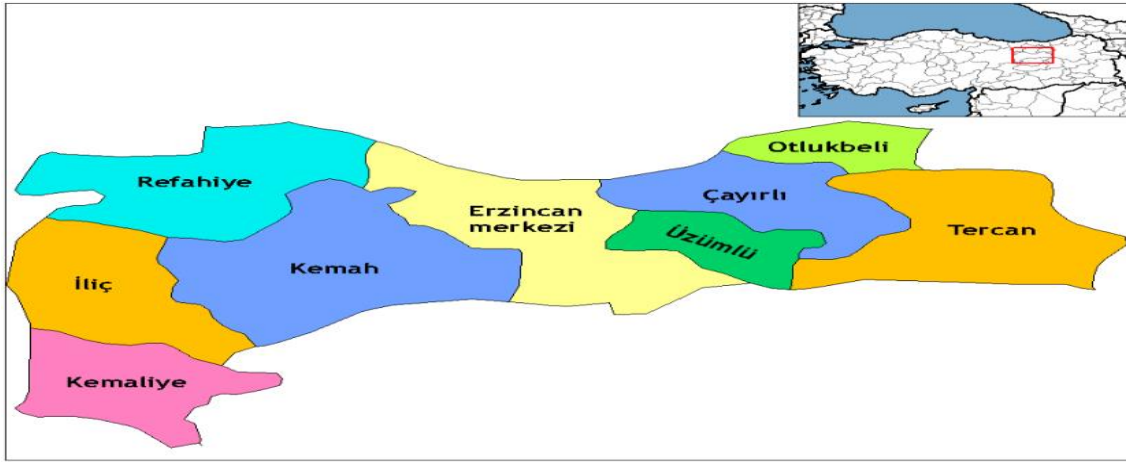 Otlukbeli
Refahiye
Çayırlı
Erzincan
merkezi
Tercan
Üzümlü
Kemah
İliç
Kemaliye